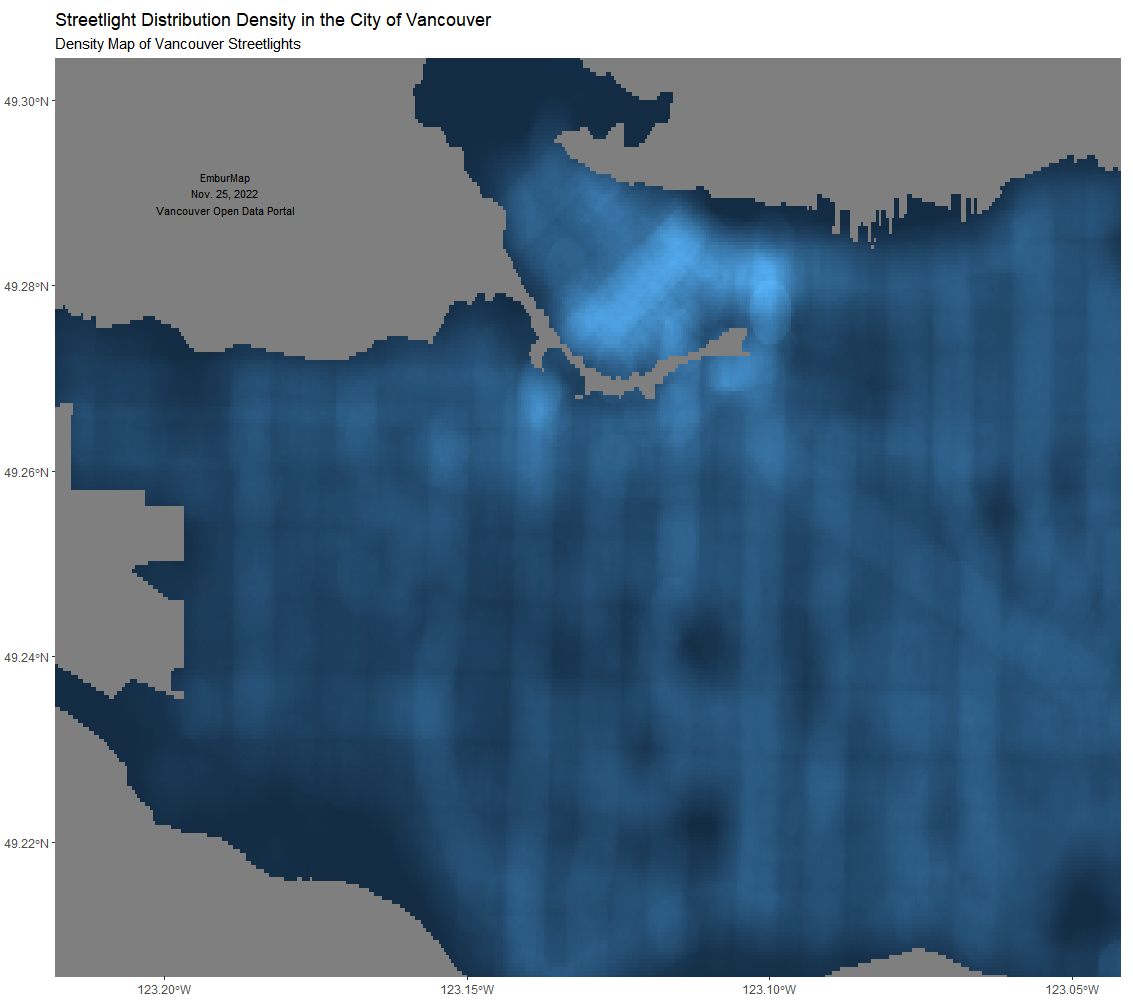 Streetlight Distribution Density in the City of Vancouver
Density Map of Vancouver Streetlights
49.30°N
EmburMap
Nov. 25, 2022
Vancouver Open Data Portal
49.28°N
49.26°N
49.24°N
49.22°N
123.20°W
123.15°W
123.10°W
123.05°W